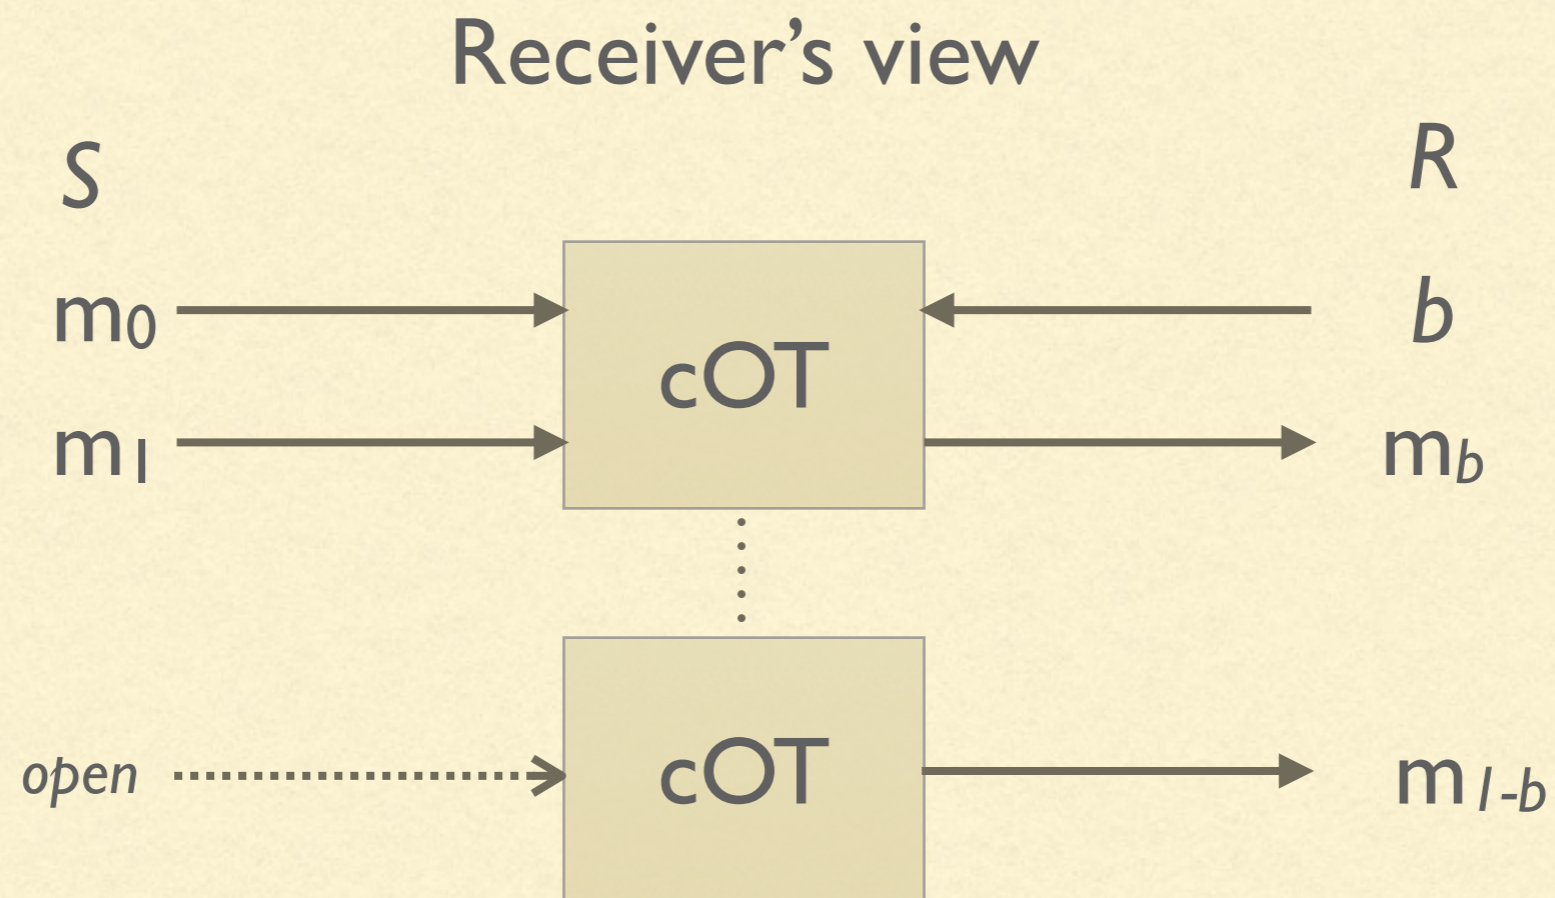 Receiver's view
S R
m0 b
cOT
m1 mb
open cOT m1-b